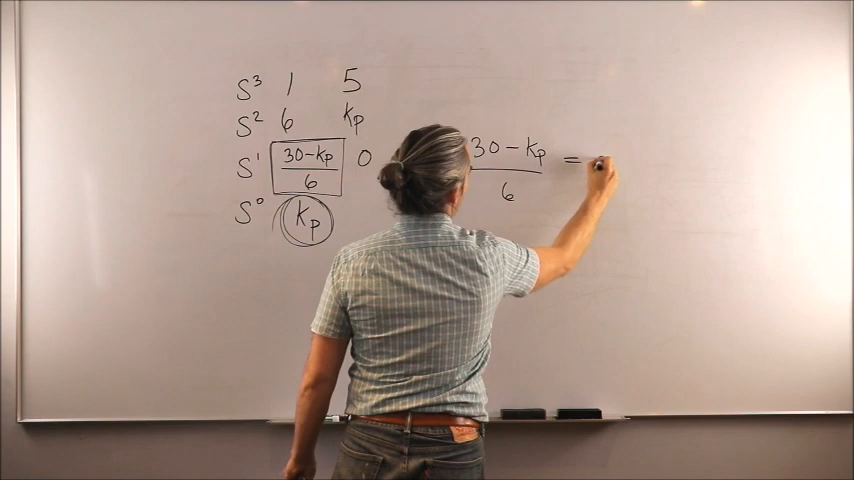 S³ 1 5
S² 6 Kp
S¹ 30-Kp/6 0
S⁰ Kp
30-Kp/6 =